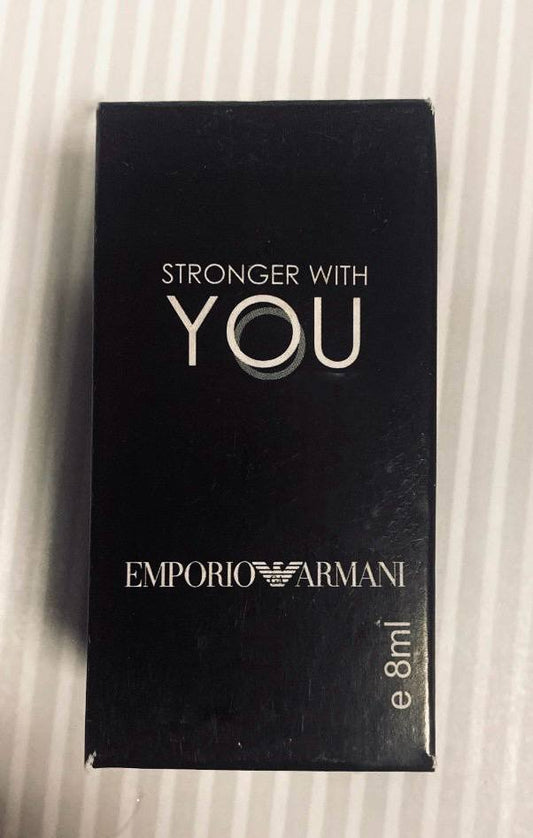 STRONGER WITH
YOU
EMPORIO ARMANI
e 8ml